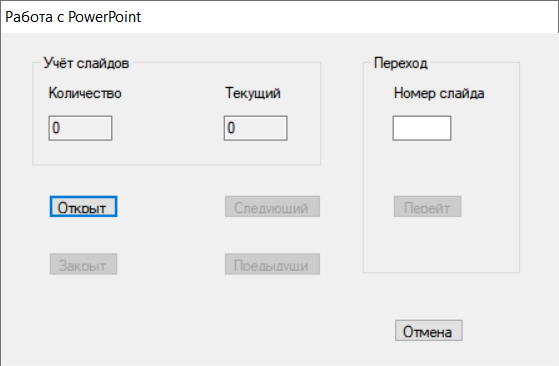 Работа с PowerPoint
Учёт слайдов
Переход
Количество
Текущий
Номер слайда
0
0
Открыт
Следующий
Перейт
Закрыт
Предыдущи
Отмена